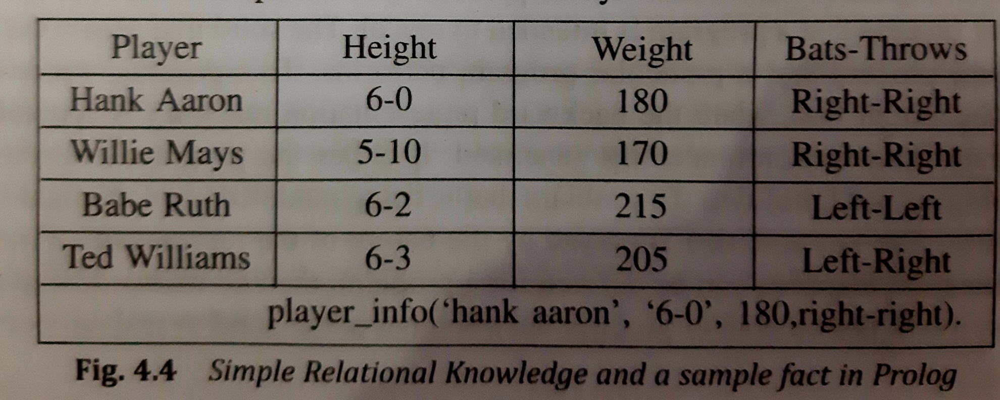 Player Height Weight Bats-Throws
Hank Aaron 6-0 180 Right-Right
Willie Mays 5-10 170 Right-Right
Babe Ruth 6-2 215 Left-Left
Ted Williams 6-3 205 Left-Right
player_info(‘hank aaron’, ‘6-0’, 180,right-right).
Fig. 4.4 Simple Relational Knowledge and a sample fact in Prolog